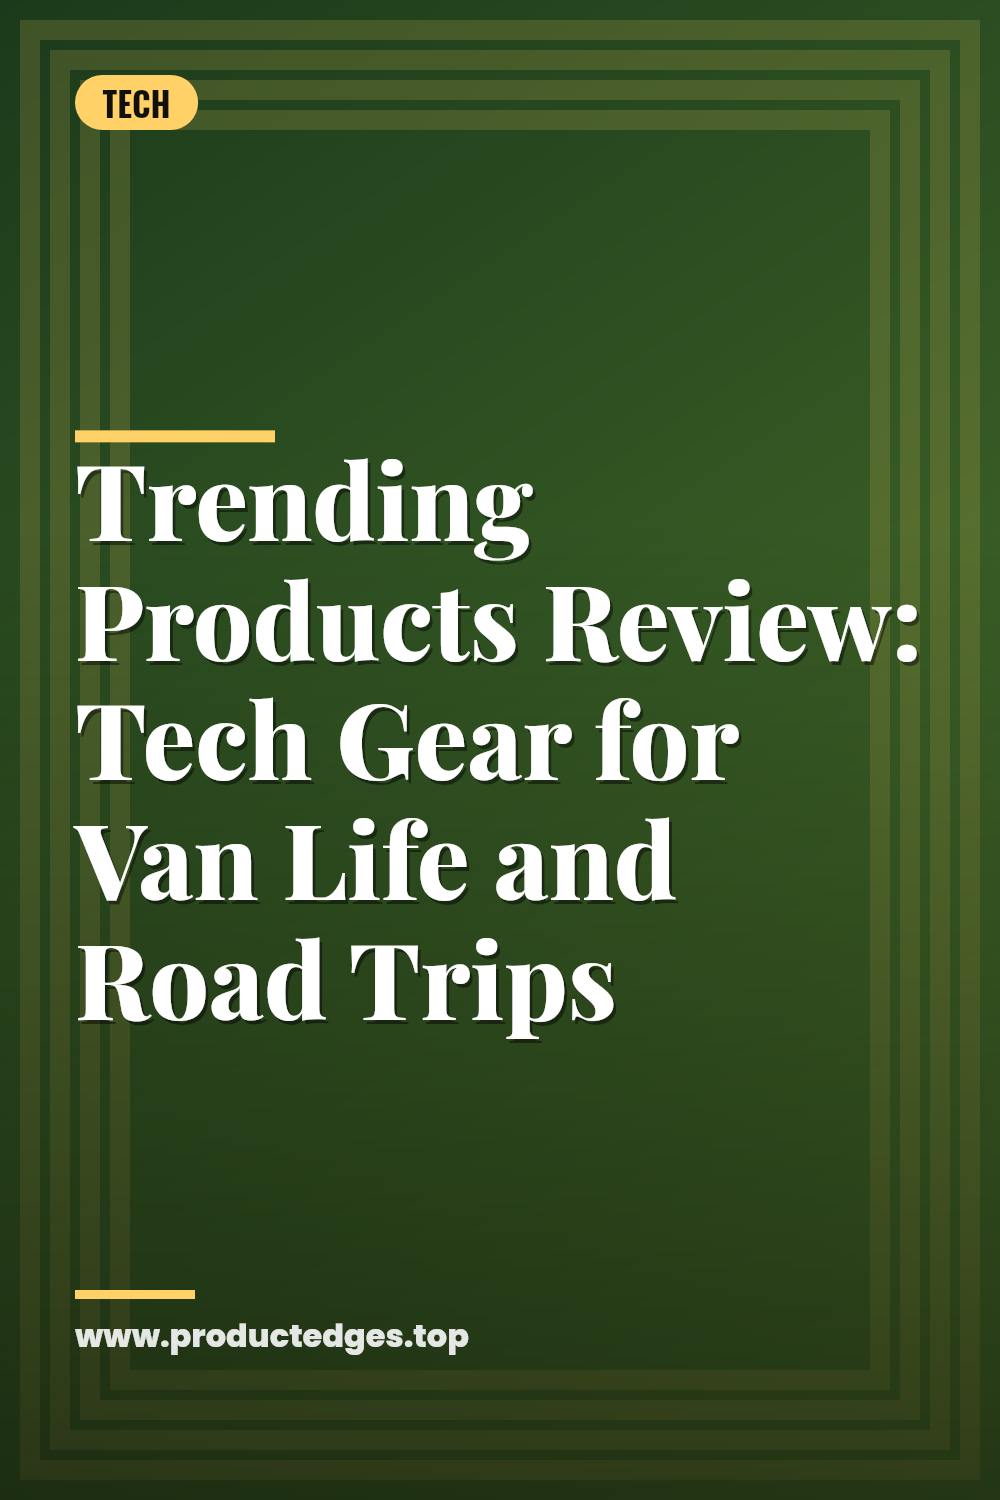 TECH
Trending
Products Review:
Tech Gear for
Van Life and
Road Trips
www.productedges.top